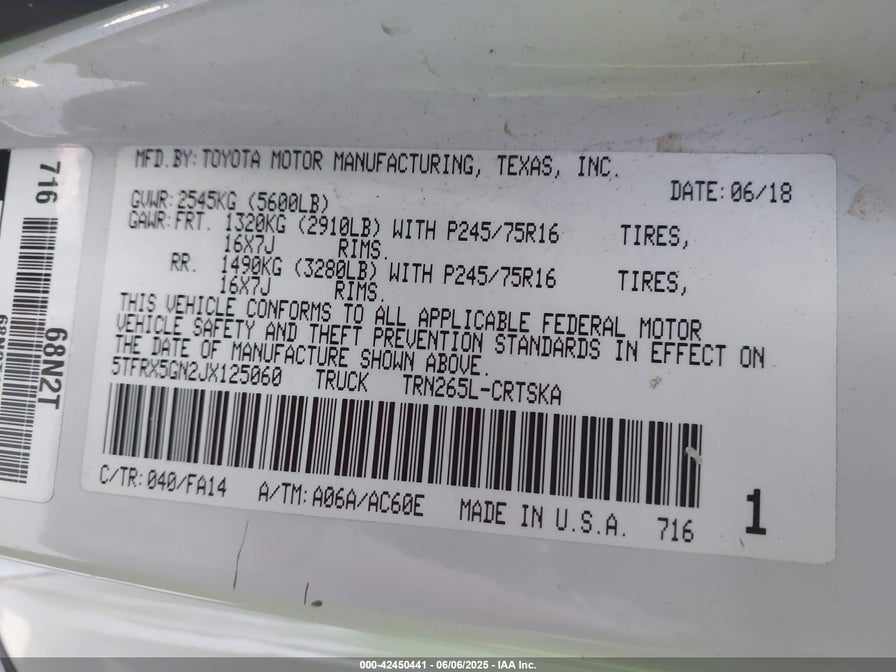 MFD.BY:TOYOTA MOTOR MANUFACTURING, TEXAS, INC.
DATE:06/18
GVWR:2545KG (5600LB)
GAWR:FRT. 1320KG (2910LB) WITH P245/75R16 TIRES,
16X7J RIMS.
RR. 1490KG (3280LB) WITH P245/75R16 TIRES,
16X7J RIMS.
THIS VEHICLE CONFORMS TO ALL APPLICABLE FEDERAL MOTOR
VEHICLE SAFETY AND THEFT PREVENTION STANDARDS IN EFFECT ON
THE DATE OF MANUFACTURE SHOWN ABOVE.
5TFRX5GN2JX125060 TRUCK TRN265L-CRTSKA
C/TR:040/FA14 A/TM:A06A/AC60E MADE IN U.S.A. 716
1
716
68N2T
000-42450441 - 06/06/2025 - IAA Inc.